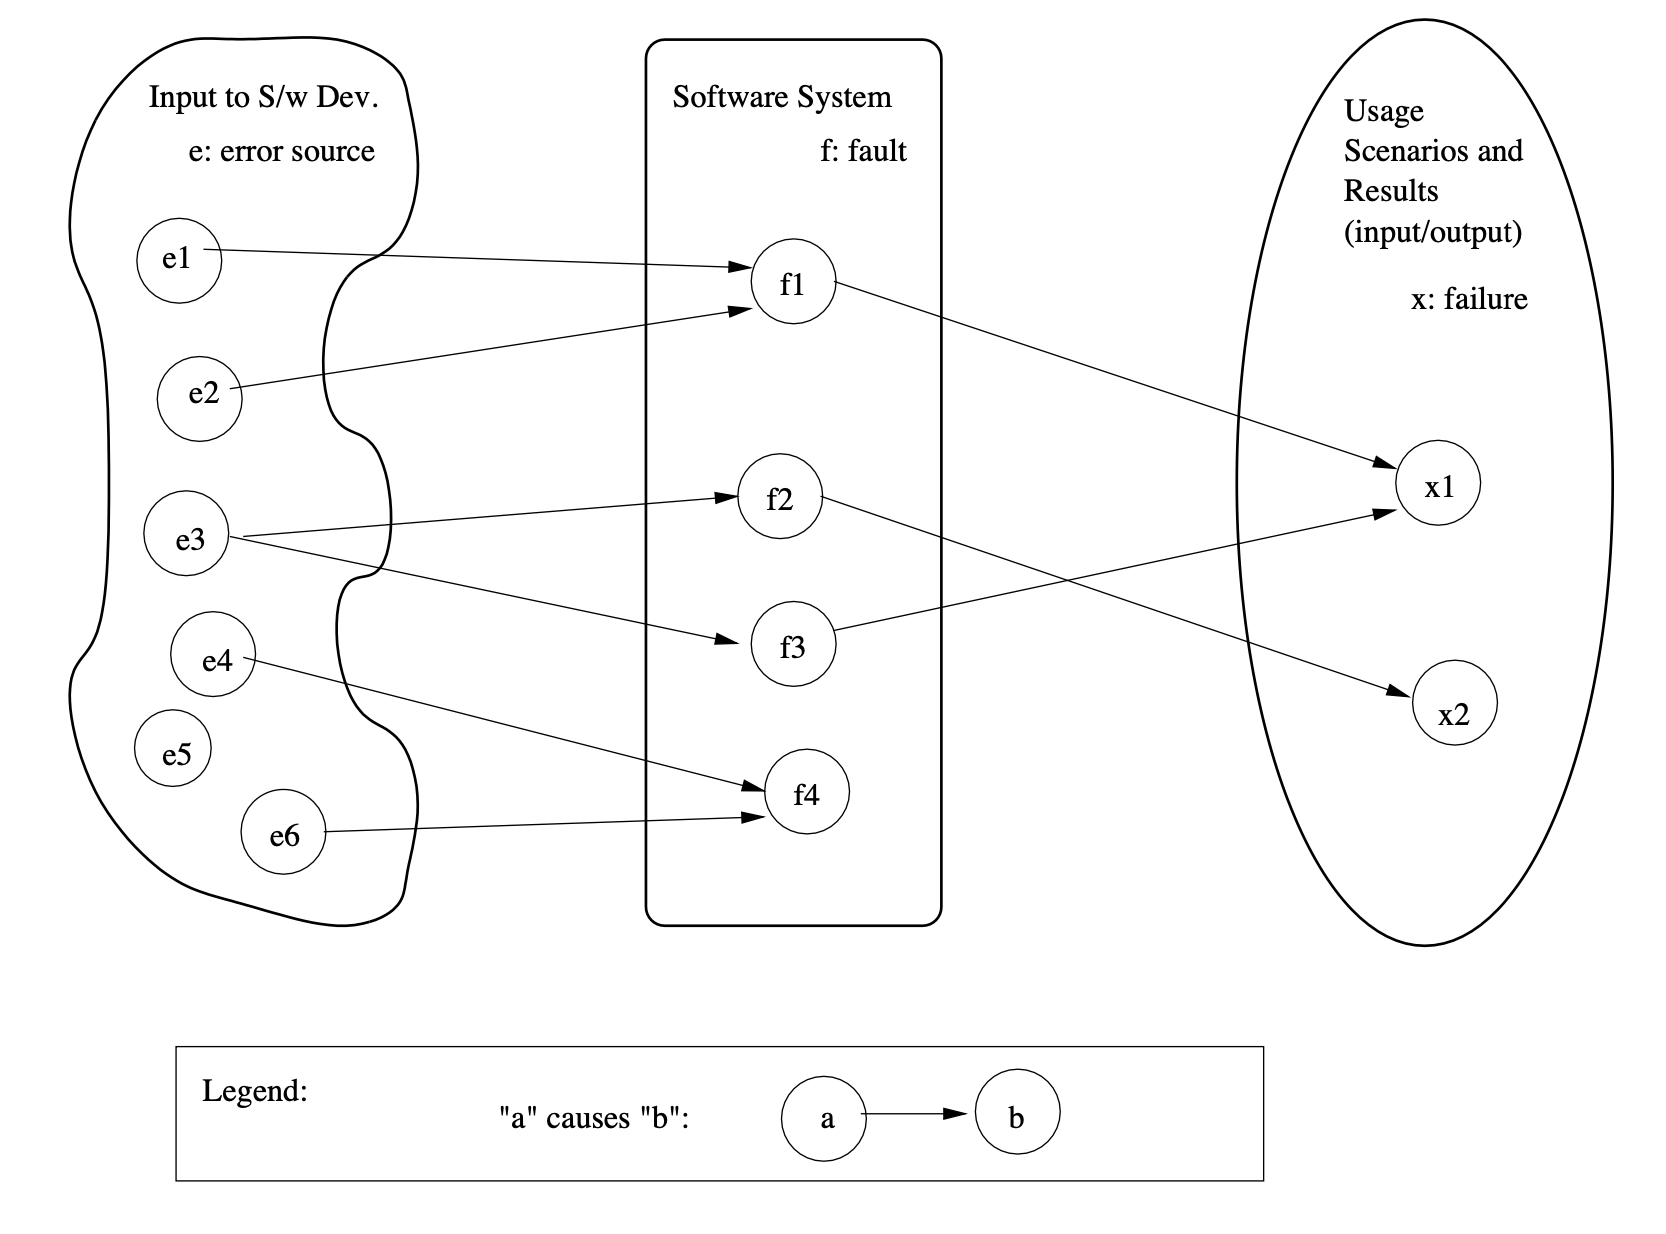 Input to S/w Dev.
e: error source
e1
e2
e3
e4
e5
e6
Software System
f: fault
f1
f2
f3
f4
Usage
Scenarios and
Results
(input/output)
x: failure
x1
x2
Legend:
"a" causes "b":
a
b